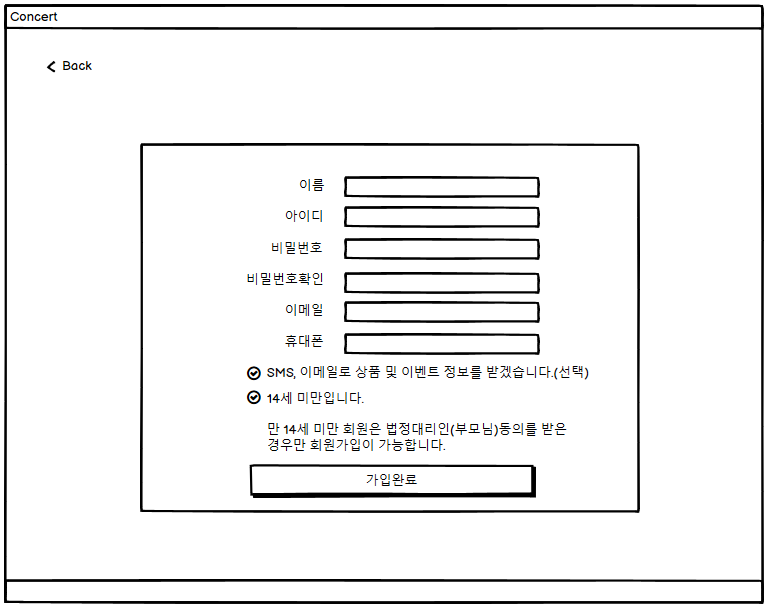 Concert
Back
이름
아이디
비밀번호
비밀번호확인
이메일
휴대폰
SMS, 이메일로 상품 및 이벤트 정보를 받겠습니다.(선택)
14세 미만입니다.
만 14세 미만 회원은 법정대리인(부모님)동의를 받은
경우만 회원가입이 가능합니다.
가입완료